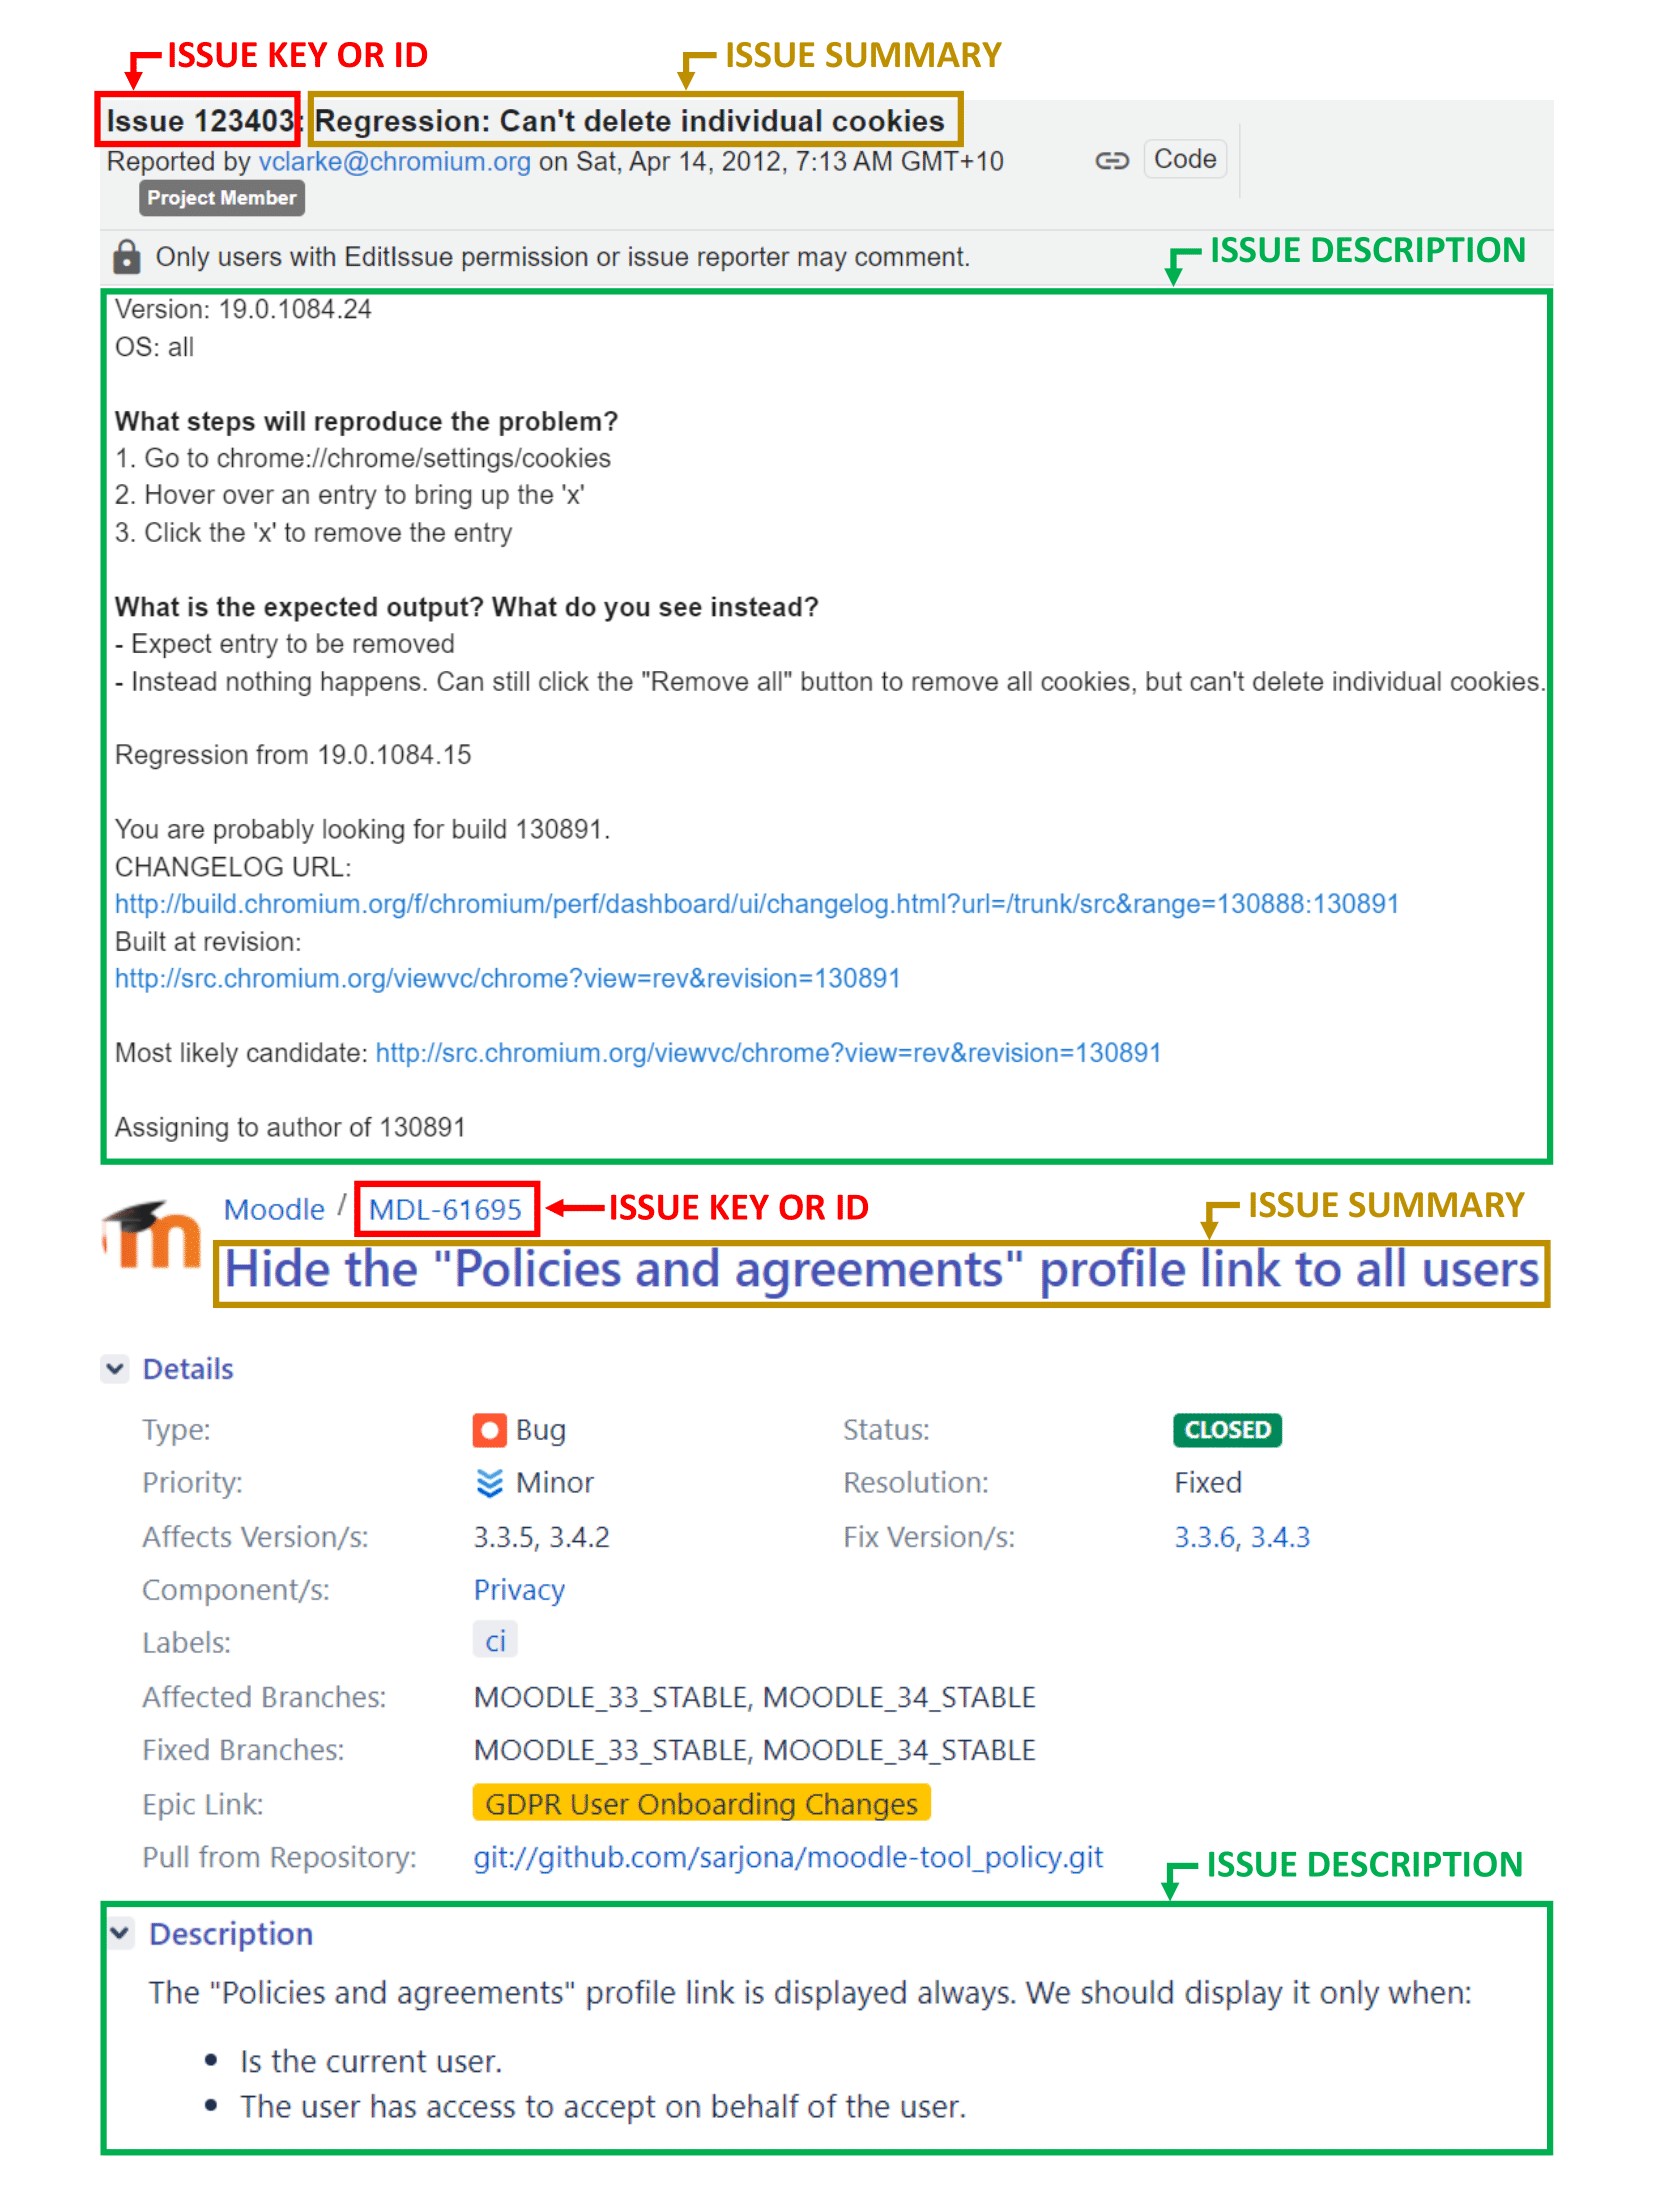 ISSUE KEY OR ID
ISSUE SUMMARY
Issue 123403: Regression: Can't delete individual cookies
Reported by vclarke@chromium.org on Sat, Apr 14, 2012, 7:13 AM GMT+10
Code
Project Member
Only users with EditIssue permission or issue reporter may comment.
ISSUE DESCRIPTION
Version: 19.0.1084.24
OS: all
What steps will reproduce the problem?
1. Go to chrome://chrome/settings/cookies
2. Hover over an entry to bring up the 'x'
3. Click the 'x' to remove the entry
What is the expected output? What do you see instead?
- Expect entry to be removed
- Instead nothing happens. Can still click the "Remove all" button to remove all cookies, but can't delete individual cookies.
Regression from 19.0.1084.15
You are probably looking for build 130891.
CHANGELOG URL:
http://build.chromium.org/f/chromium/perf/dashboard/ui/changelog.html?url=/trunk/src&range=130888:130891
Built at revision:
http://src.chromium.org/viewvc/chrome?view=rev&revision=130891
Most likely candidate: http://src.chromium.org/viewvc/chrome?view=rev&revision=130891
Assigning to author of 130891
m
Moodle / MDL-61695
ISSUE KEY OR ID
ISSUE SUMMARY
Hide the "Policies and agreements" profile link to all users
Details
Type: Bug Status: CLOSED
Priority: Minor Resolution: Fixed
Affects Version/s: 3.3.5, 3.4.2 Fix Version/s: 3.3.6, 3.4.3
Component/s: Privacy
Labels: ci
Affected Branches: MOODLE_33_STABLE, MOODLE_34_STABLE
Fixed Branches: MOODLE_33_STABLE, MOODLE_34_STABLE
Epic Link: GDPR User Onboarding Changes
Pull from Repository: git://github.com/sarjona/moodle-tool_policy.git
ISSUE DESCRIPTION
Description
The "Policies and agreements" profile link is displayed always. We should display it only when:
• Is the current user.
• The user has access to accept on behalf of the user.